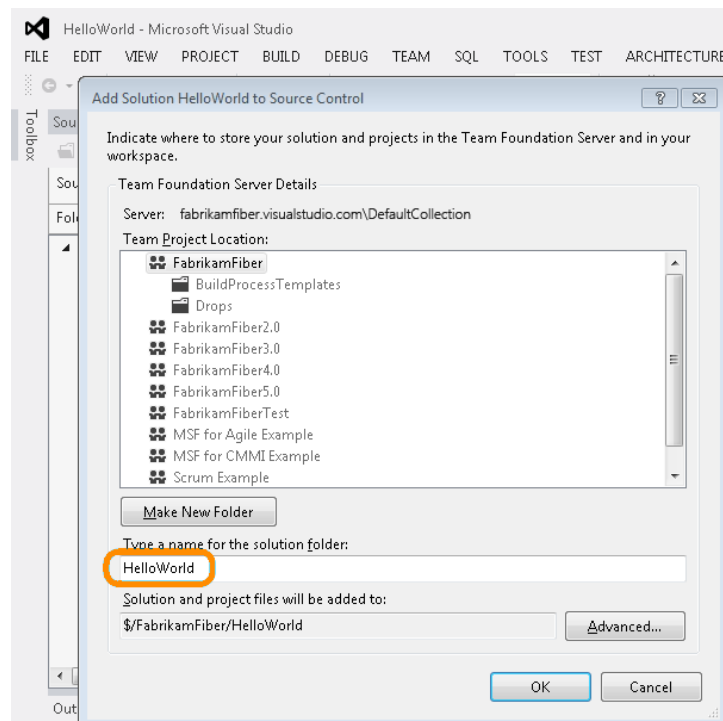 HelloWorld - Microsoft Visual Studio
FILE EDIT VIEW PROJECT BUILD DEBUG TEAM SQL TOOLS TEST ARCHITECTURE
Add Solution HelloWorld to Source Control
Toolbox
Sou
Indicate where to store your solution and projects in the Team Foundation Server and in your
workspace.
Sou
Team Foundation Server Details
Fol
Server: fabrikamfiber.visualstudio.com\DefaultCollection
Team Project Location:
FabrikamFiber
BuildProcessTemplates
Drops
FabrikamFiber2.0
FabrikamFiber3.0
FabrikamFiber4.0
FabrikamFiber5.0
FabrikamFiberTest
MSF for Agile Example
MSF for CMMI Example
Scrum Example
Make New Folder
Type a name for the solution folder:
HelloWorld
Solution and project files will be added to:
$/FabrikamFiber/HelloWorld
Advanced...
OK
Cancel
Out